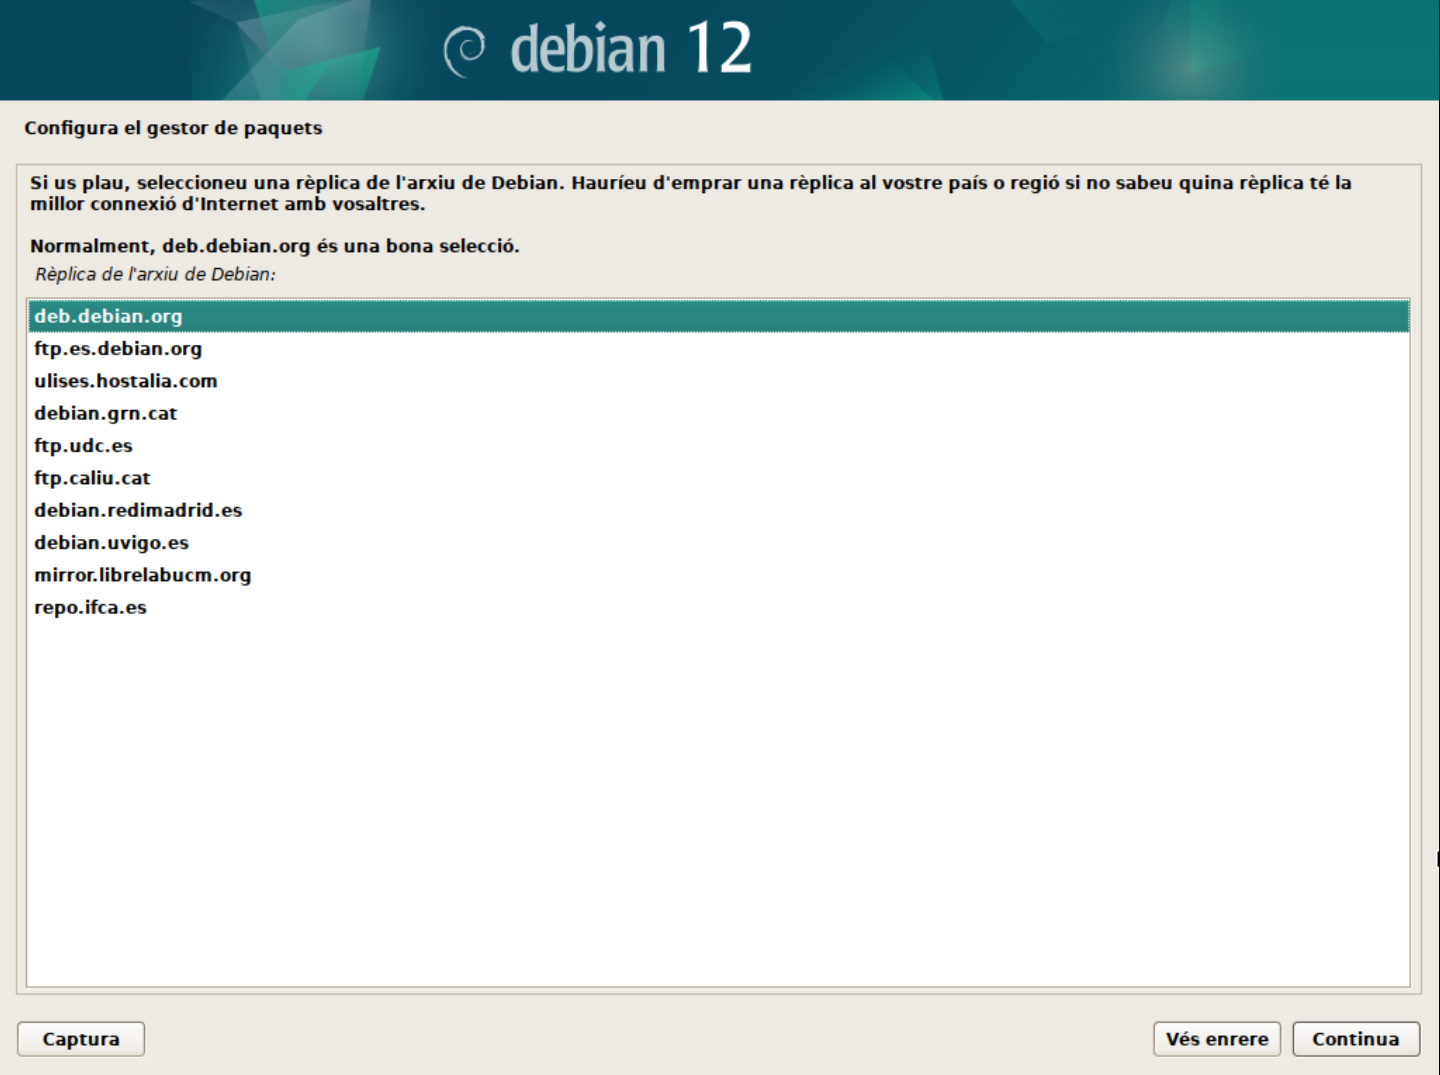 debian 12
Configura el gestor de paquets
Si us plau, seleccioneu una rèplica de l'arxiu de Debian. Hauríeu d'emprar una rèplica al vostre país o regió si no sabeu quina rèplica té la
millor connexió d'Internet amb vosaltres.
Normalment, deb.debian.org és una bona selecció.
Rèplica de l'arxiu de Debian:
deb.debian.org
ftp.es.debian.org
ulises.hostalia.com
debian.grn.cat
ftp.udc.es
ftp.caliu.cat
debian.redimadrid.es
debian.uvigo.es
mirror.librelabucm.org
repo.ifca.es
Captura
Vés enrere
Continua